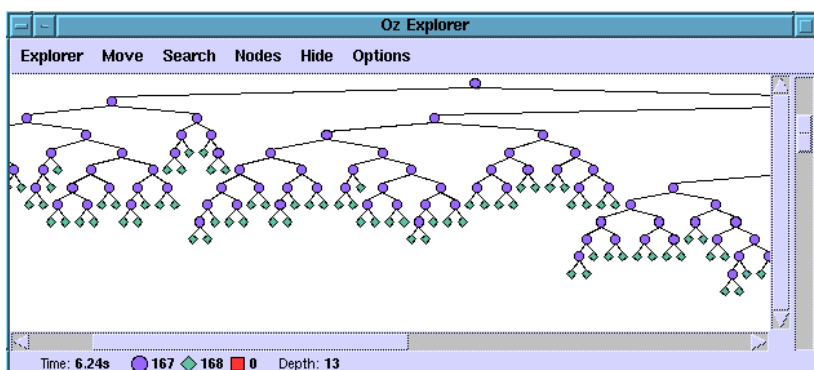 Oz Explorer
Explorer Move Search Nodes Hide Options
Time: 6.24s 167 168 0 Depth: 13